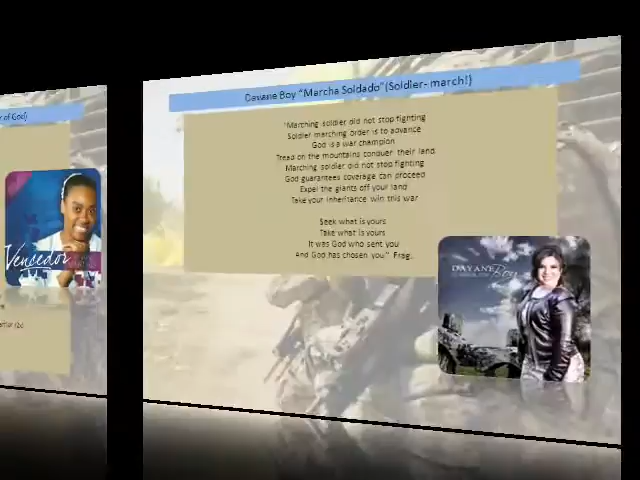 of God)
Vencedor
Davane Boy "Marcha Soldado"(Soldier- march!)
"Marching soldier did not stop fighting
Soldier marching order is to advance
God is a war champion
Tread on the mountains conquer their land
Marching soldier did not stop fighting
God guarantees coverage can proceed
Expel the giants off your land
Take your inheritance win this war
Seek what is yours
Take what is yours
It was God who sent you
And God has chosen you" Frag.
DAYANE Boy